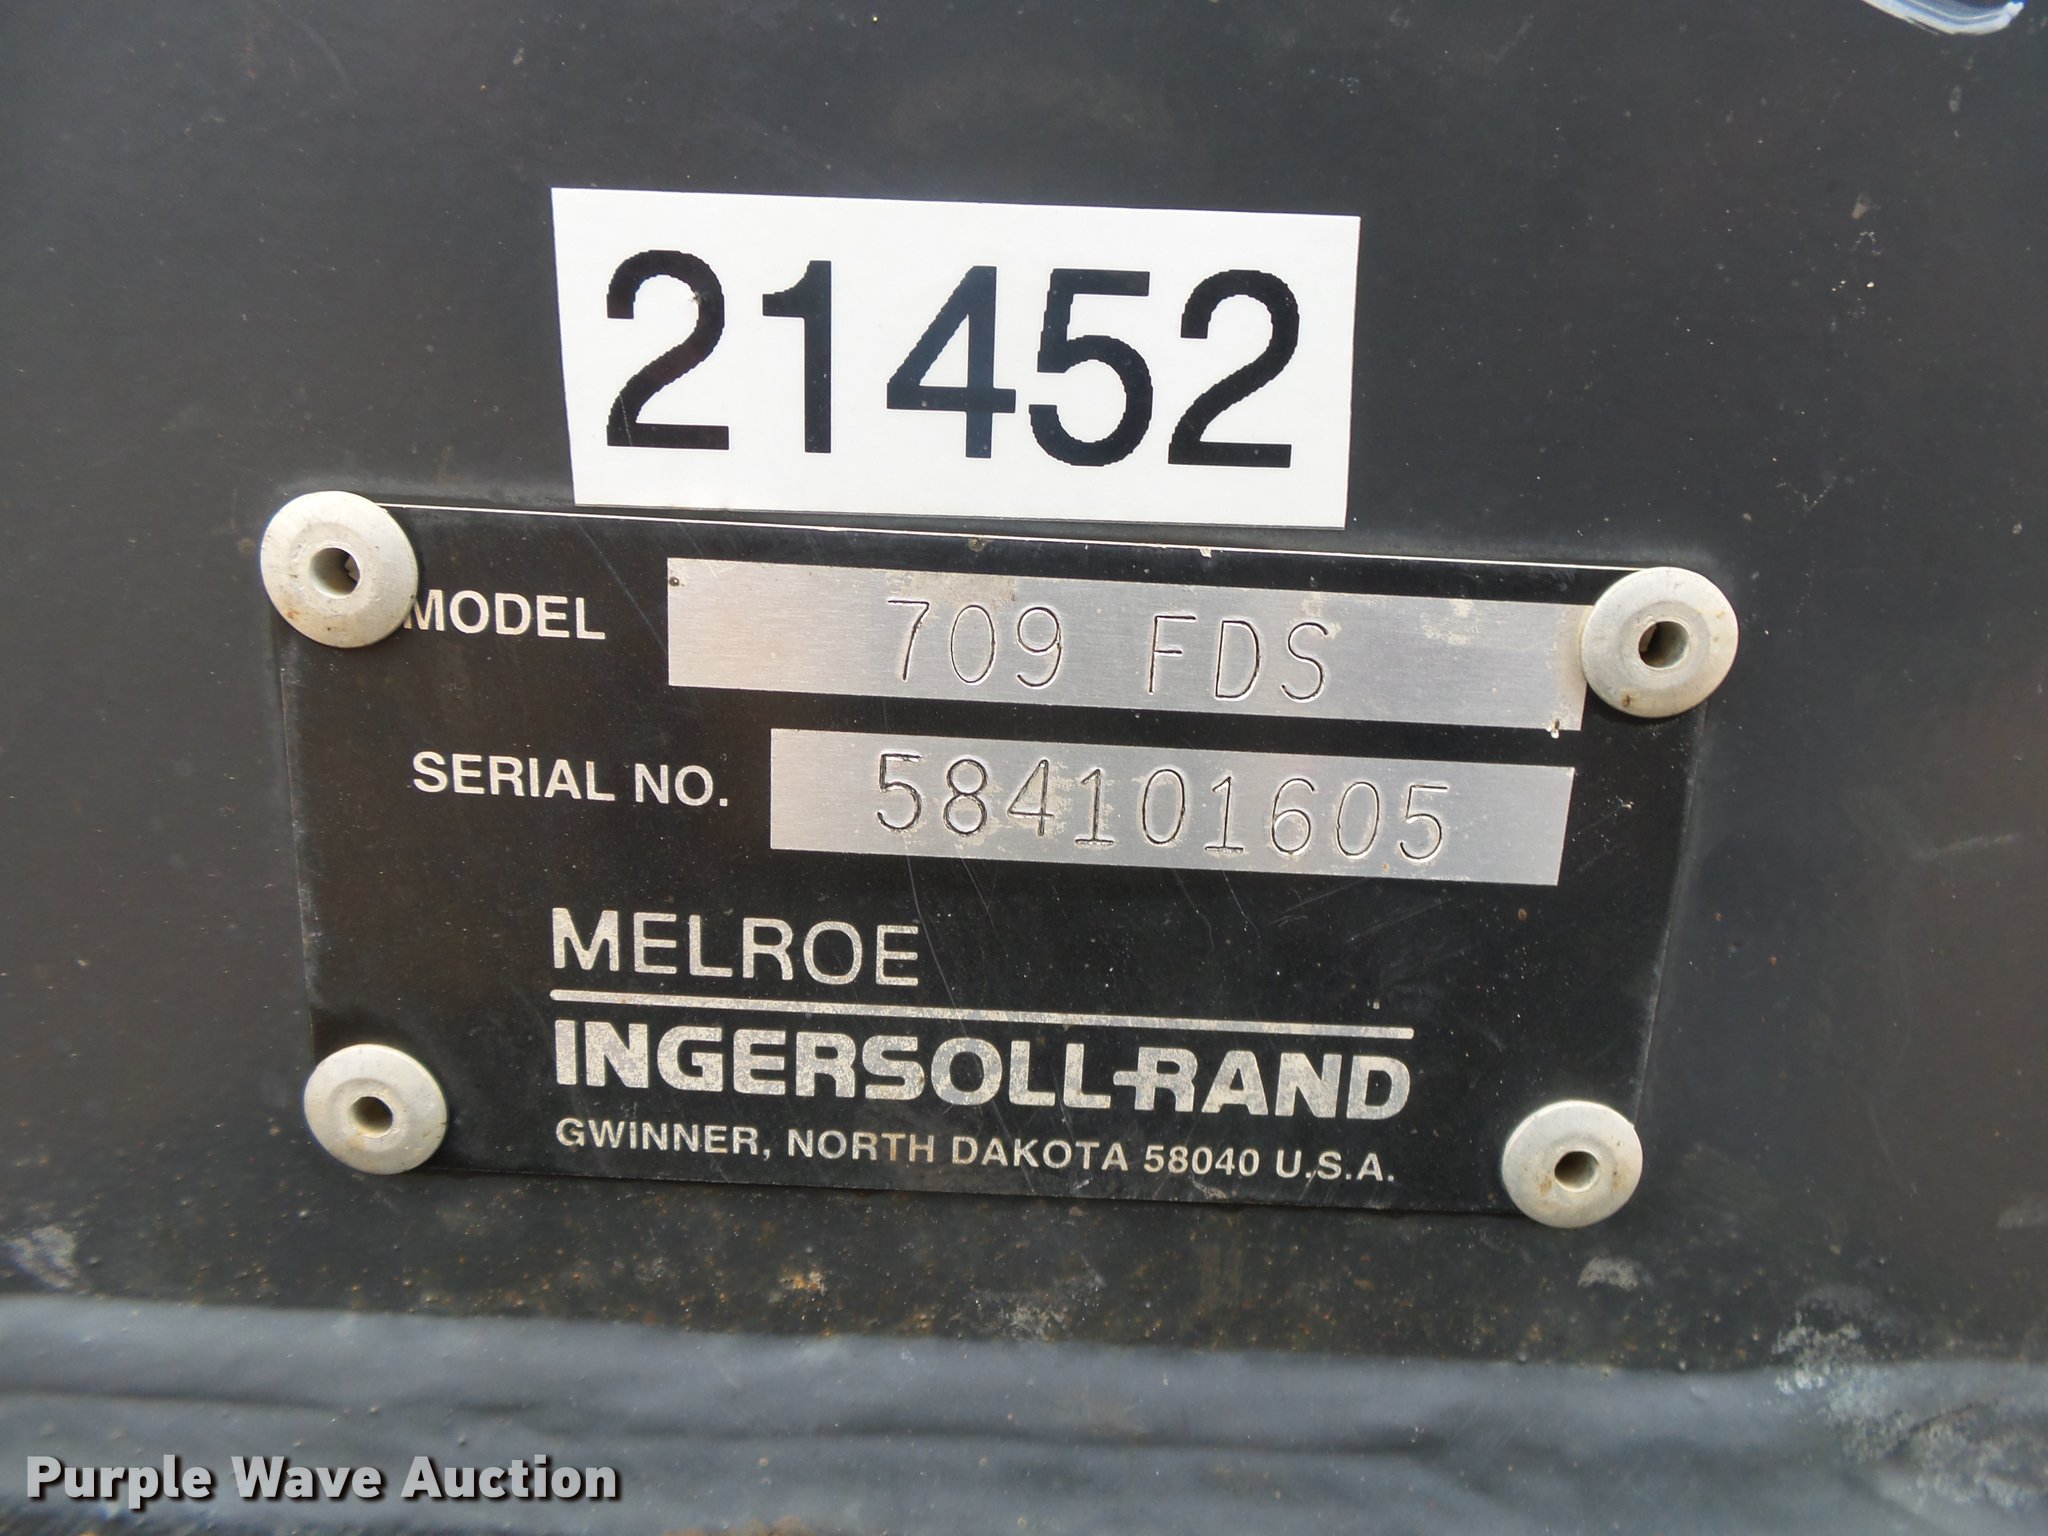 21452
MODEL 709 FDS
SERIAL NO. 584101605
MELROE
INGERSOLL-RAND
GWINNER, NORTH DAKOTA 58040 U.S.A.
Purple Wave Auction